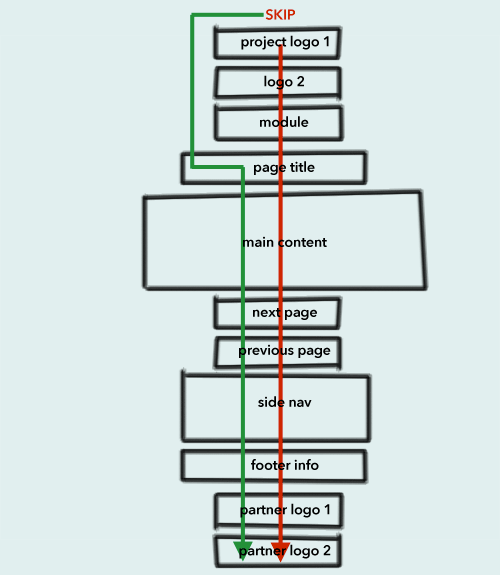 SKIP
project logo 1
logo 2
module
page title
main content
next page
previous page
side nav
footer info
partner logo 1
partner logo 2